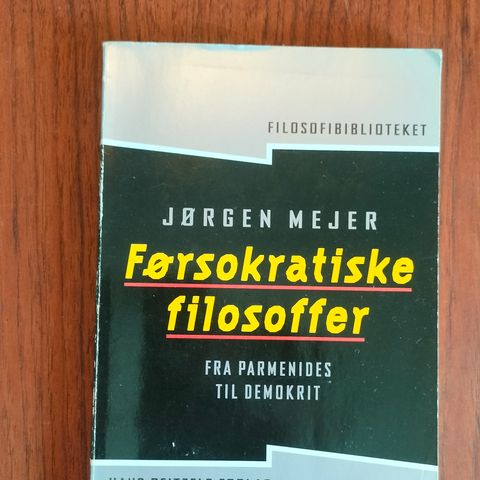 FILOSOFIBIBLIOTEKET
JØRGEN MEJER
Førsokratiske
filosoffer
FRA PARMENIDES
TIL DEMOKRIT